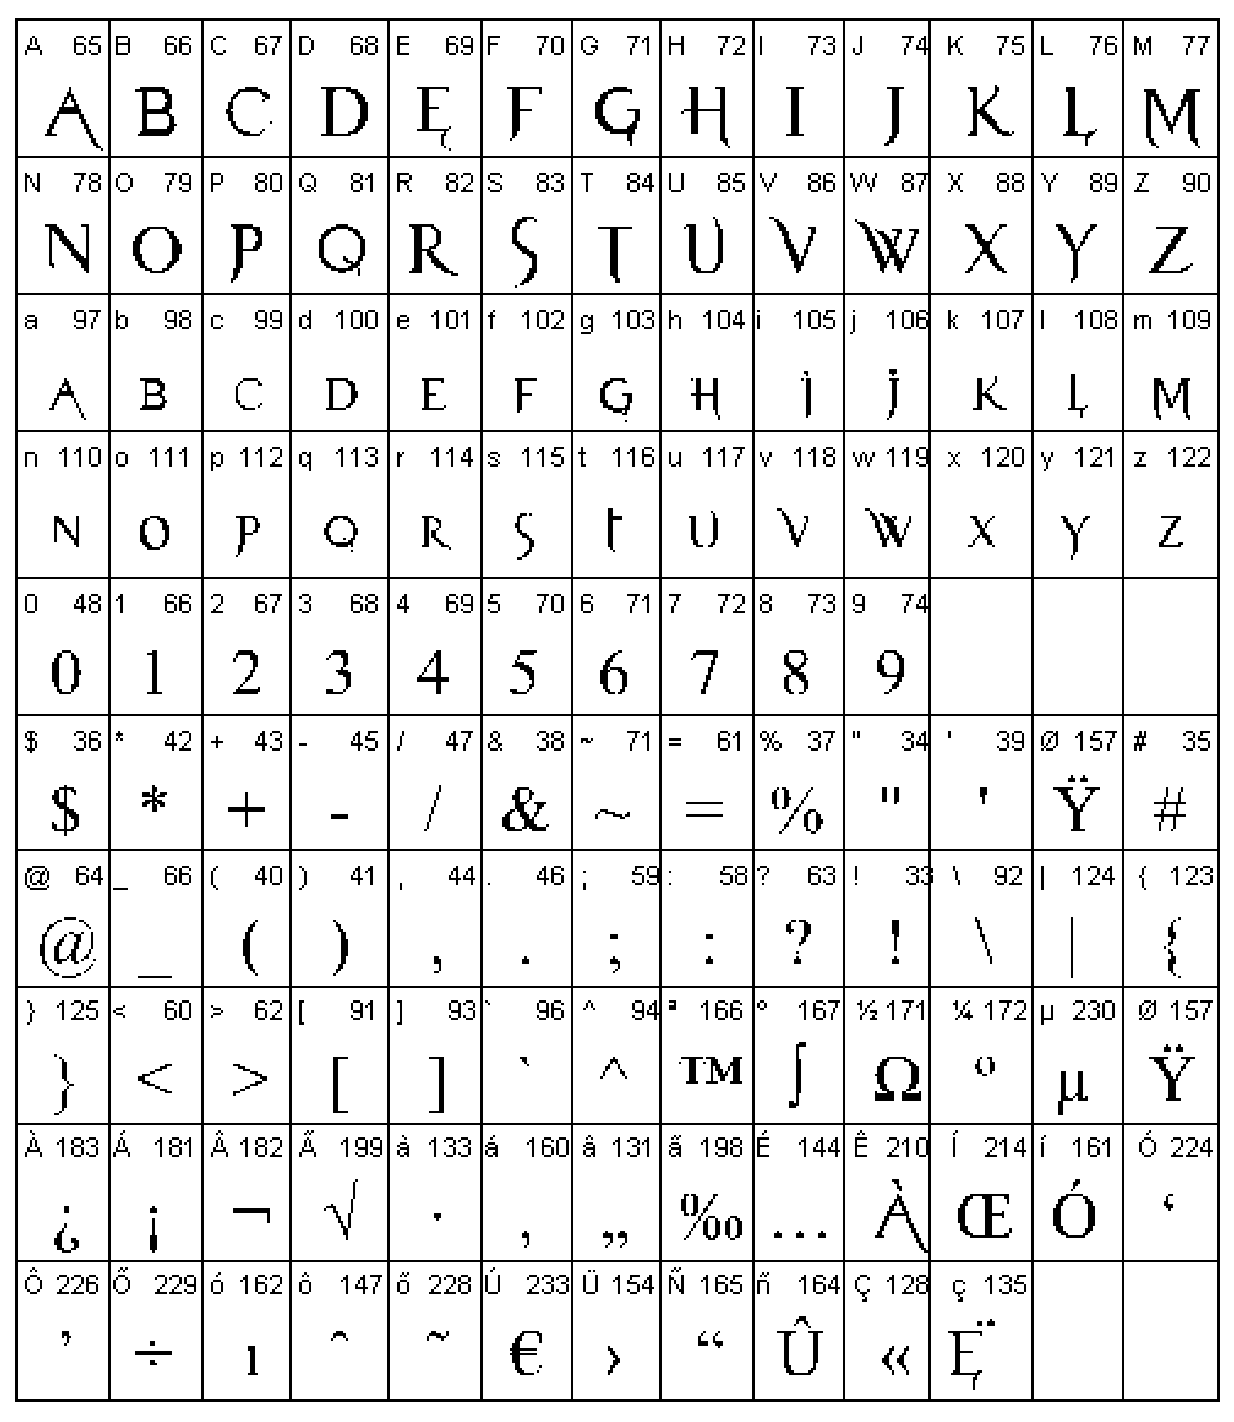 A 65 B 66 C 67 D 68 E 69 F 70 G 71 H 72 I 73 J 74 K 75 L 76 M 77
A B C D Ę F G H I J K Ļ M
N 78 O 79 P 80 Q 81 R 82 S 83 T 84 U 85 V 86 W 87 X 88 Y 89 Z 90
N O P Q R S T U V W X Y Z
a 97 b 98 c 99 d 100 e 101 f 102 g 103 h 104 i 105 j 106 k 107 l 108 m 109
A B C D E F G H i j K Ļ M
n 110 o 111 p 112 q 113 r 114 s 115 t 116 u 117 v 118 w 119 x 120 y 121 z 122
N O P Q R S t U V W X Y Z
0 48 1 66 2 67 3 68 4 69 5 70 6 71 7 72 8 73 9 74
0 1 2 3 4 5 6 7 8 9
$ 36 * 42 + 43 - 45 / 47 & 38 ~ 71 = 61 % 37 " 34 ' 39 Ø 157 # 35
$ * + - / & ~ = % " ' Ÿ #
@ 64 _ 66 ( 40 ) 41 , 44 . 46 ; 59 : 58 ? 63 ! 33 \ 92 | 124 { 123
@ _ ( ) , . ; : ? ! \ | {
} 125 < 60 > 62 [ 91 ] 93 ` 96 ^ 94 ª 166 º 167 ½ 171 ¼ 172 µ 230 Ø 157
} < > [ ] ` ^ ™ ∫ Ω º µ Ÿ
À 183 Á 181 Â 182 Ã 199 à 133 á 160 â 131 ã 198 É 144 Ê 210 Í 214 í 161 Ó 224
¿ ¡ ¬ √ · ‚ „ ‰ … À Œ Ó ‘
Ô 226 Õ 229 ó 162 ô 147 õ 228 Ú 233 Ü 154 Ñ 165 ñ 164 Ç 128 ç 135
’ ÷ ı ˆ ˜ € › “ Û « Ę¨